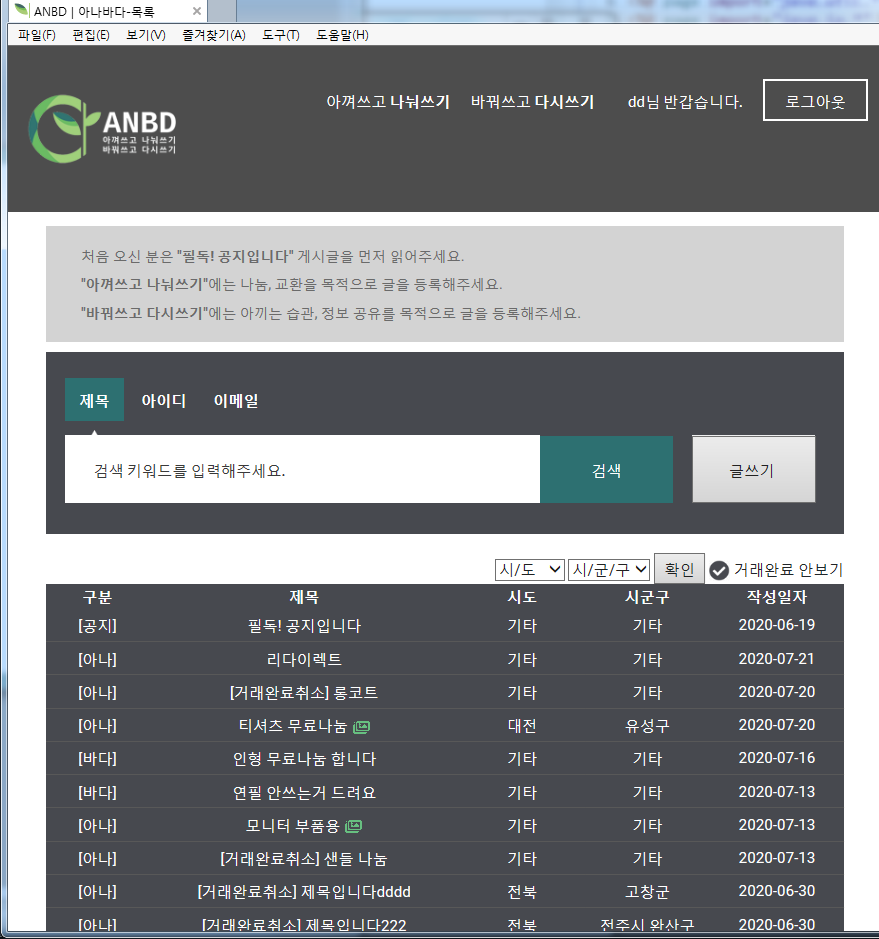 ANBD | 아나바다-목록
파일(F) 편집(E) 보기(V) 즐겨찾기(A) 도구(T) 도움말(H)
아껴쓰고 나눠쓰기 바꿔쓰고 다시쓰기 dd님 반갑습니다. 로그아웃
ANBD
아껴쓰고 나눠쓰기
바꿔쓰고 다시쓰기
처음 오신 분은 "필독! 공지입니다" 게시글을 먼저 읽어주세요.
"아껴쓰고 나눠쓰기"에는 나눔, 교환을 목적으로 글을 등록해주세요.
"바꿔쓰고 다시쓰기"에는 아끼는 습관, 정보 공유를 목적으로 글을 등록해주세요.
제목 아이디 이메일
검색 키워드를 입력해주세요. 검색 글쓰기
시/도 시/군/구 확인 거래완료 안보기
구분 제목 시도 시군구 작성일자
[공지] 필독! 공지입니다 기타 기타 2020-06-19
[아나] 리다이렉트 기타 기타 2020-07-21
[아나] [거래완료취소] 롱코트 기타 기타 2020-07-20
[아나] 티셔츠 무료나눔 대전 유성구 2020-07-20
[바다] 인형 무료나눔 합니다 기타 기타 2020-07-16
[바다] 연필 안쓰는거 드려요 기타 기타 2020-07-13
[아나] 모니터 부품용 기타 기타 2020-07-13
[아나] [거래완료취소] 샌들 나눔 기타 기타 2020-07-13
[아나] [거래완료취소] 제목입니다dddd 전북 고창군 2020-06-30
[아나] [거래완료취소] 제목입니다222 전북 전주시 완산구 2020-06-30